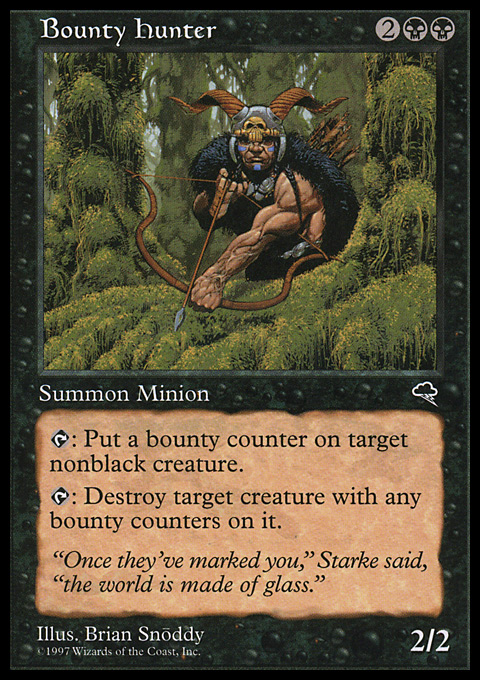 Bounty Hunter 2
Summon Minion
: Put a bounty counter on target
nonblack creature.
: Destroy target creature with any
bounty counters on it.
“Once they’ve marked you,” Starke said,
“the world is made of glass.”
Illus. Brian Snōddy
©1997 Wizards of the Coast, Inc.
2/2